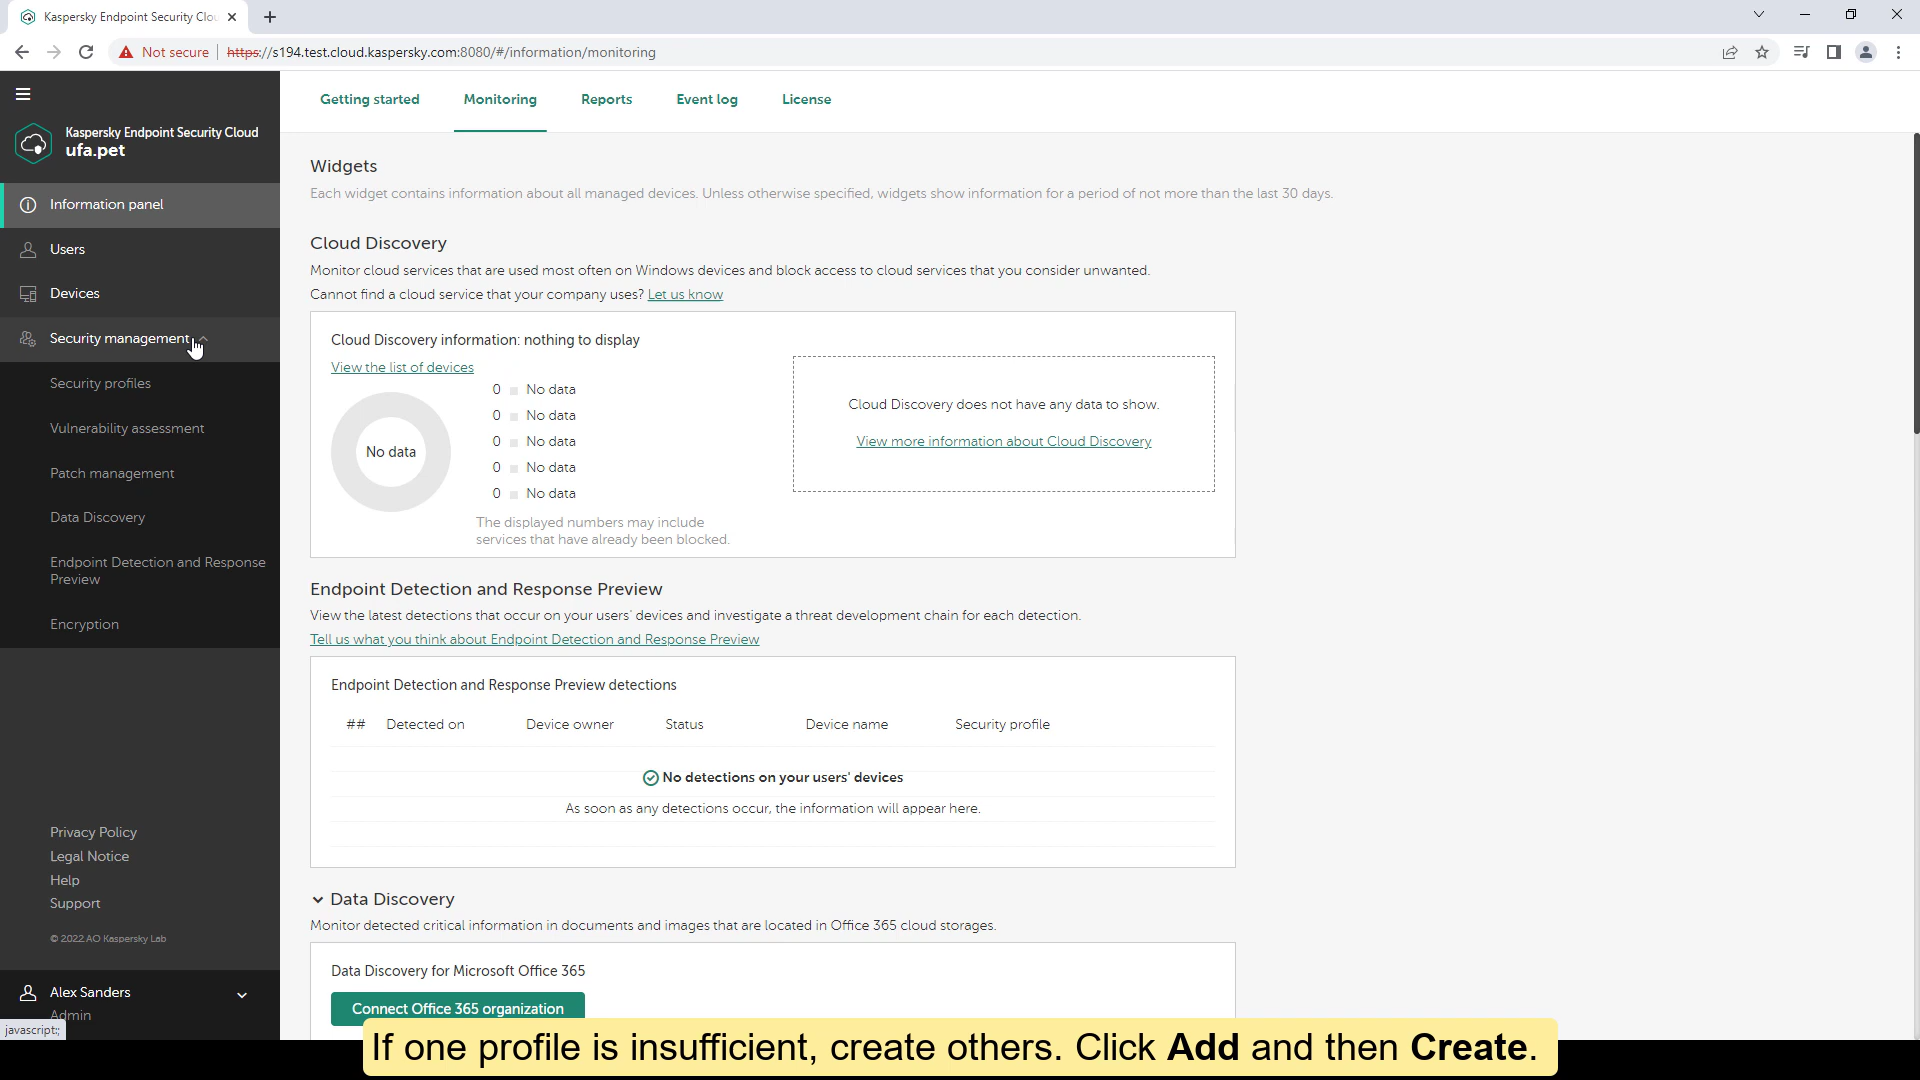 Kaspersky Endpoint Security Clou
Not secure
https://s194.test.cloud.kaspersky.com:8080/#/information/monitoring
Kaspersky Endpoint Security Cloud
ufa.pet
Information panel
Users
Devices
Security management
Security profiles
Vulnerability assessment
Patch management
Data Discovery
Endpoint Detection and Response
Preview
Encryption
Privacy Policy
Legal Notice
Help
Support
© 2022 AO Kaspersky Lab
Alex Sanders
Admin
javascript:;
Getting started Monitoring Reports Event log License
Widgets
Each widget contains information about all managed devices. Unless otherwise specified, widgets show information for a period of not more than the last 30 days.
Cloud Discovery
Monitor cloud services that are used most often on Windows devices and block access to cloud services that you consider unwanted.
Cannot find a cloud service that your company uses? Let us know
Cloud Discovery information: nothing to display
View the list of devices
No data
0 No data
0 No data
0 No data
0 No data
0 No data
The displayed numbers may include
services that have already been blocked.
Cloud Discovery does not have any data to show.
View more information about Cloud Discovery
Endpoint Detection and Response Preview
View the latest detections that occur on your users' devices and investigate a threat development chain for each detection.
Tell us what you think about Endpoint Detection and Response Preview
Endpoint Detection and Response Preview detections
## Detected on Device owner Status Device name Security profile
No detections on your users' devices
As soon as any detections occur, the information will appear here.
Data Discovery
Monitor detected critical information in documents and images that are located in Office 365 cloud storages.
Data Discovery for Microsoft Office 365
Connect Office 365 organization
If one profile is insufficient, create others. Click Add and then Create.